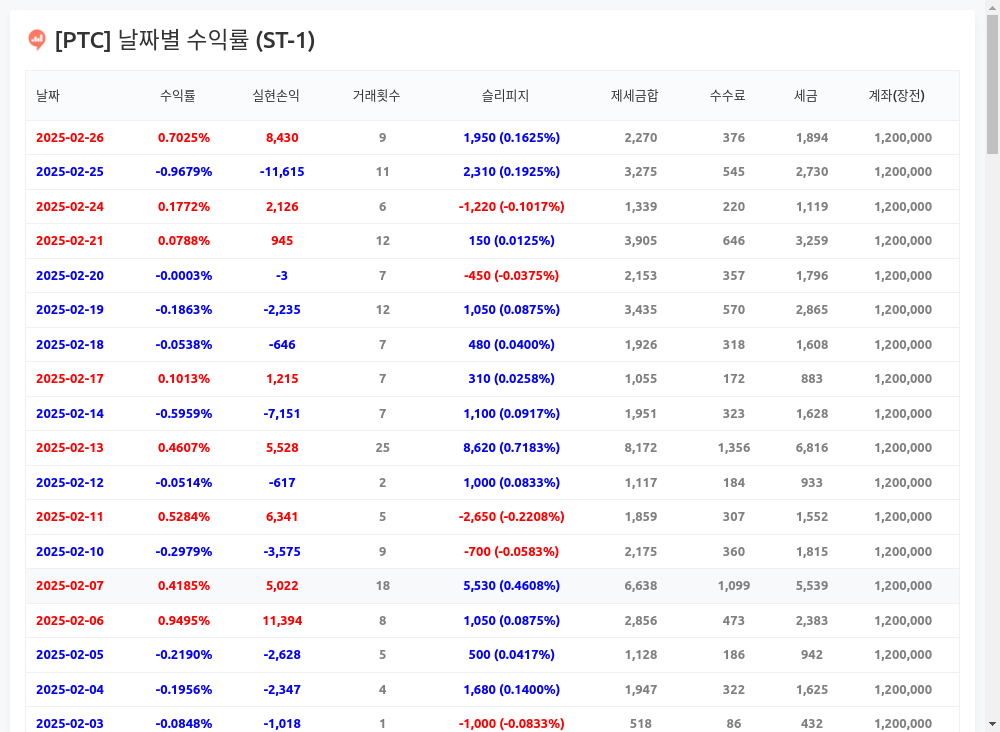 [PTC] 날짜별 수익률 (ST-1)
날짜 수익률 실현손익 거래횟수 슬리피지 제세금합 수수료 세금 계좌(장전)
2025-02-26 0.7025% 8,430 9 1,950 (0.1625%) 2,270 376 1,894 1,200,000
2025-02-25 -0.9679% -11,615 11 2,310 (0.1925%) 3,275 545 2,730 1,200,000
2025-02-24 0.1772% 2,126 6 -1,220 (-0.1017%) 1,339 220 1,119 1,200,000
2025-02-21 0.0788% 945 12 150 (0.0125%) 3,905 646 3,259 1,200,000
2025-02-20 -0.0003% -3 7 -450 (-0.0375%) 2,153 357 1,796 1,200,000
2025-02-19 -0.1863% -2,235 12 1,050 (0.0875%) 3,435 570 2,865 1,200,000
2025-02-18 -0.0538% -646 7 480 (0.0400%) 1,926 318 1,608 1,200,000
2025-02-17 0.1013% 1,215 7 310 (0.0258%) 1,055 172 883 1,200,000
2025-02-14 -0.5959% -7,151 7 1,100 (0.0917%) 1,951 323 1,628 1,200,000
2025-02-13 0.4607% 5,528 25 8,620 (0.7183%) 8,172 1,356 6,816 1,200,000
2025-02-12 -0.0514% -617 2 1,000 (0.0833%) 1,117 184 933 1,200,000
2025-02-11 0.5284% 6,341 5 -2,650 (-0.2208%) 1,859 307 1,552 1,200,000
2025-02-10 -0.2979% -3,575 9 -700 (-0.0583%) 2,175 360 1,815 1,200,000
2025-02-07 0.4185% 5,022 18 5,530 (0.4608%) 6,638 1,099 5,539 1,200,000
2025-02-06 0.9495% 11,394 8 1,050 (0.0875%) 2,856 473 2,383 1,200,000
2025-02-05 -0.2190% -2,628 5 500 (0.0417%) 1,128 186 942 1,200,000
2025-02-04 -0.1956% -2,347 4 1,680 (0.1400%) 1,947 322 1,625 1,200,000
2025-02-03 -0.0848% -1,018 1 -1,000 (-0.0833%) 518 86 432 1,200,000